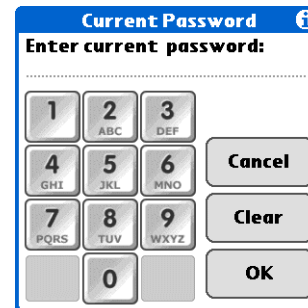 Current Password
Enter current password:
1
2
ABC
3
DEF
4
GHI
5
JKL
6
MNO
Cancel
7
PQRS
8
TUV
9
WXYZ
Clear
0
OK